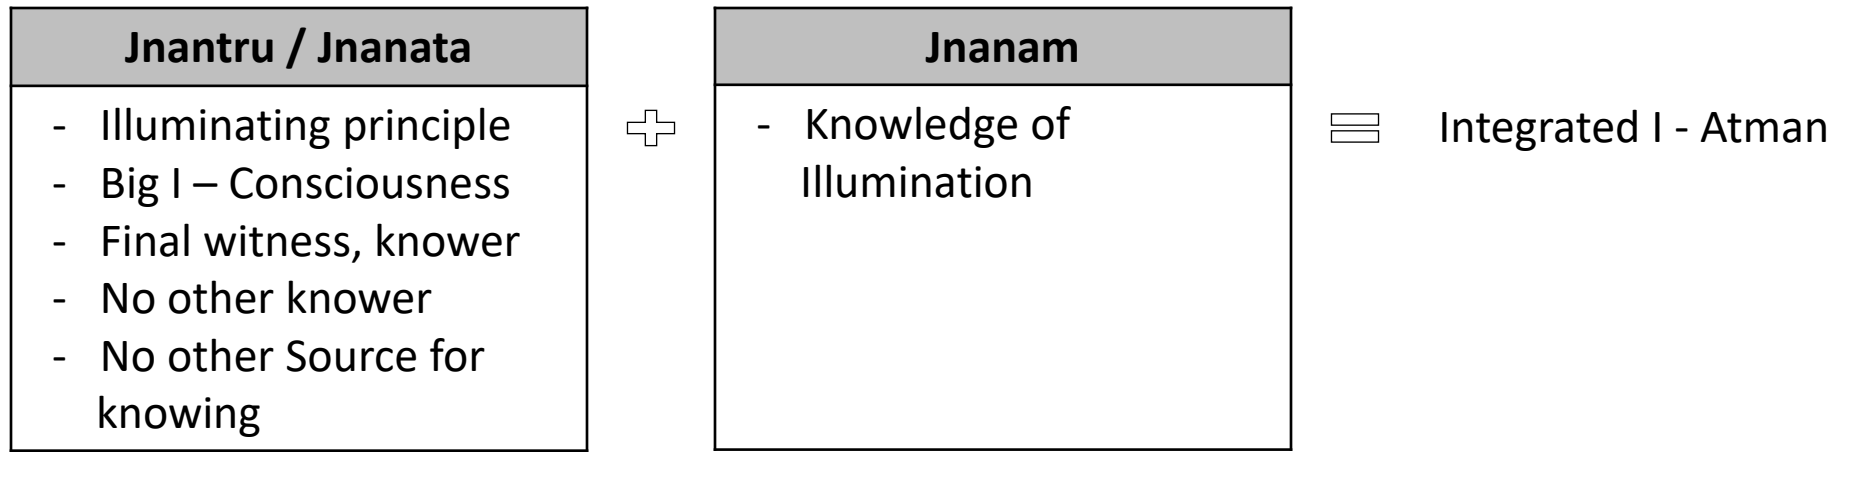 Jnantru / Jnanata
- Illuminating principle
- Big I – Consciousness
- Final witness, knower
- No other knower
- No other Source for
knowing
Jnanam
- Knowledge of
Illumination
Integrated I - Atman